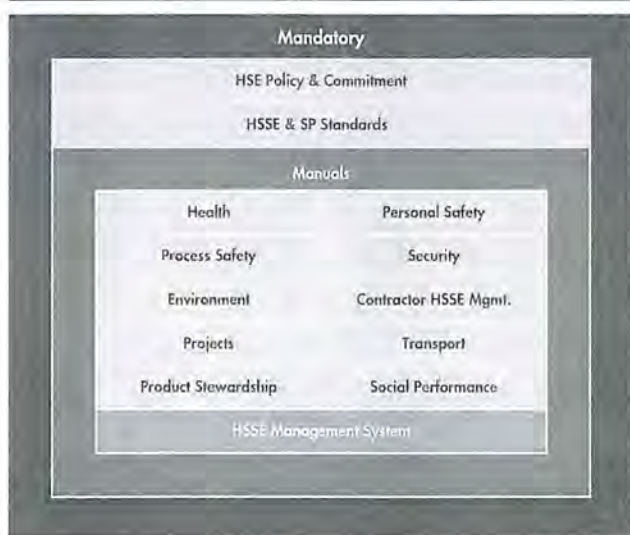 Mandatory
HSE Policy & Commitment
HSSE & SP Standards
Manuals
Health Personal Safety
Process Safety Security
Environment Contractor HSSE Mgmt.
Projects Transport
Product Stewardship Social Performance
HSSE Management System